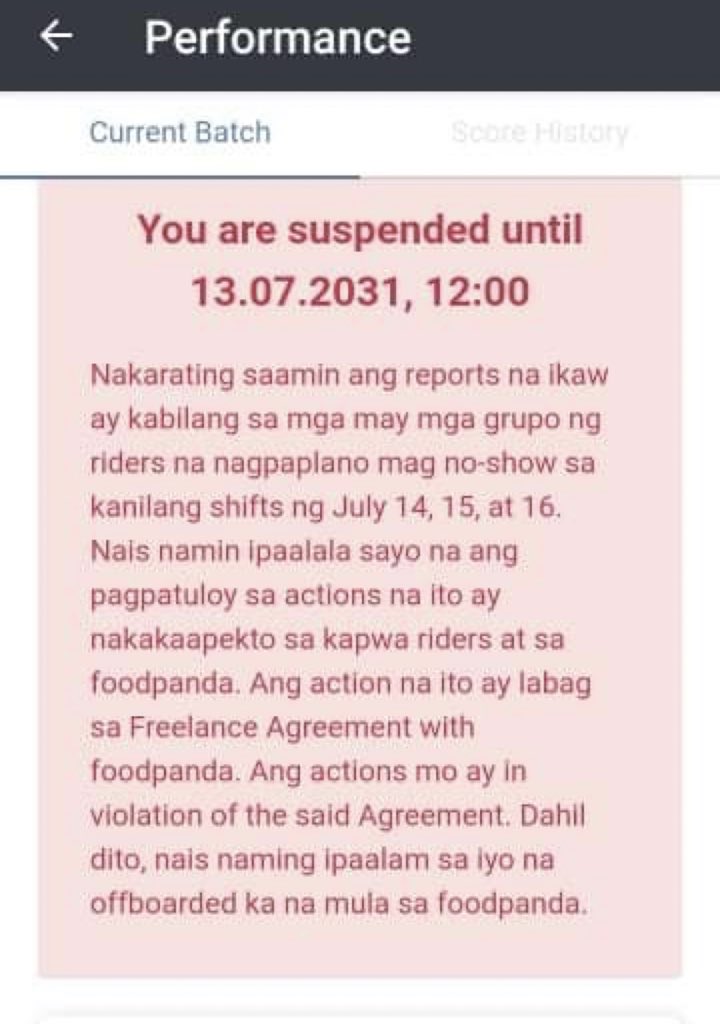 Performance
Current Batch
Score History
You are suspended until
13.07.2031, 12:00
Nakarating saamin ang reports na ikaw
ay kabilang sa mga may mga grupo ng
riders na nagpaplano mag no-show sa
kanilang shifts ng July 14, 15, at 16.
Nais namin ipaalala sayo na ang
pagpatuloy sa actions na ito ay
nakakaapekto sa kapwa riders at sa
foodpanda. Ang action na ito ay labag
sa Freelance Agreement with
foodpanda. Ang actions mo ay in
violation of the said Agreement. Dahil
dito, nais naming ipaalam sa iyo na
offboarded ka na mula sa foodpanda.